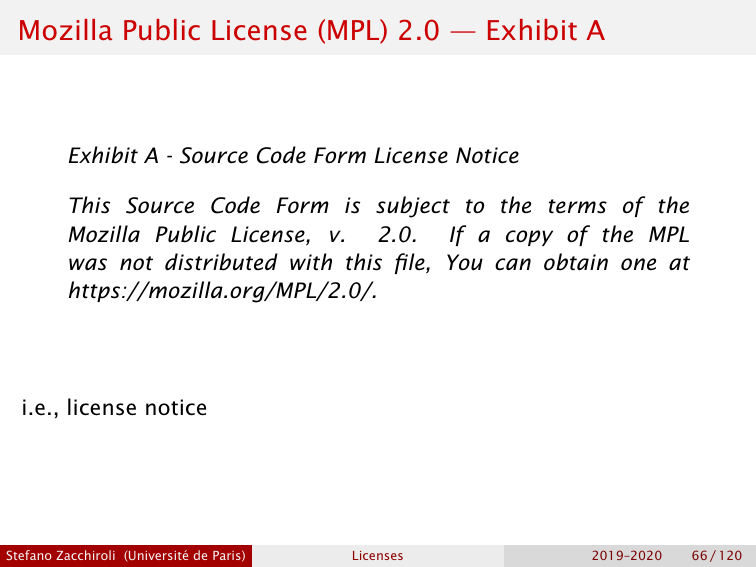 Mozilla Public License (MPL) 2.0 — Exhibit A
Exhibit A - Source Code Form License Notice
This Source Code Form is subject to the terms of the
Mozilla Public License, v. 2.0. If a copy of the MPL
was not distributed with this file, You can obtain one at
https://mozilla.org/MPL/2.0/.
i.e., license notice
Stefano Zacchiroli (Université de Paris) Licenses 2019–2020 66 / 120